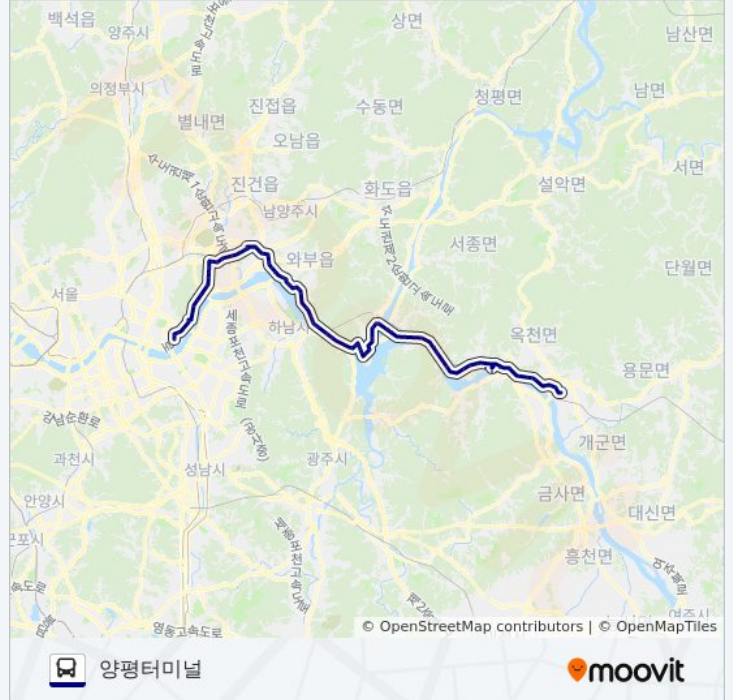 백석읍
양주시
상면
남산면
의정부시
진접읍
수동면
청평면
남면
별내면
오남읍
서면
진건읍
화도읍
설악면
남양주시
서종면
와부읍
단월면
서울
하남시
옥천면
용문면
강남순환로
개군면
과천시
성남시
광주시
안양시
금사면
대신면
흥천면
영동고속도로
© OpenStreetMap contributors | © OpenMapTiles
양평터미널
moovit